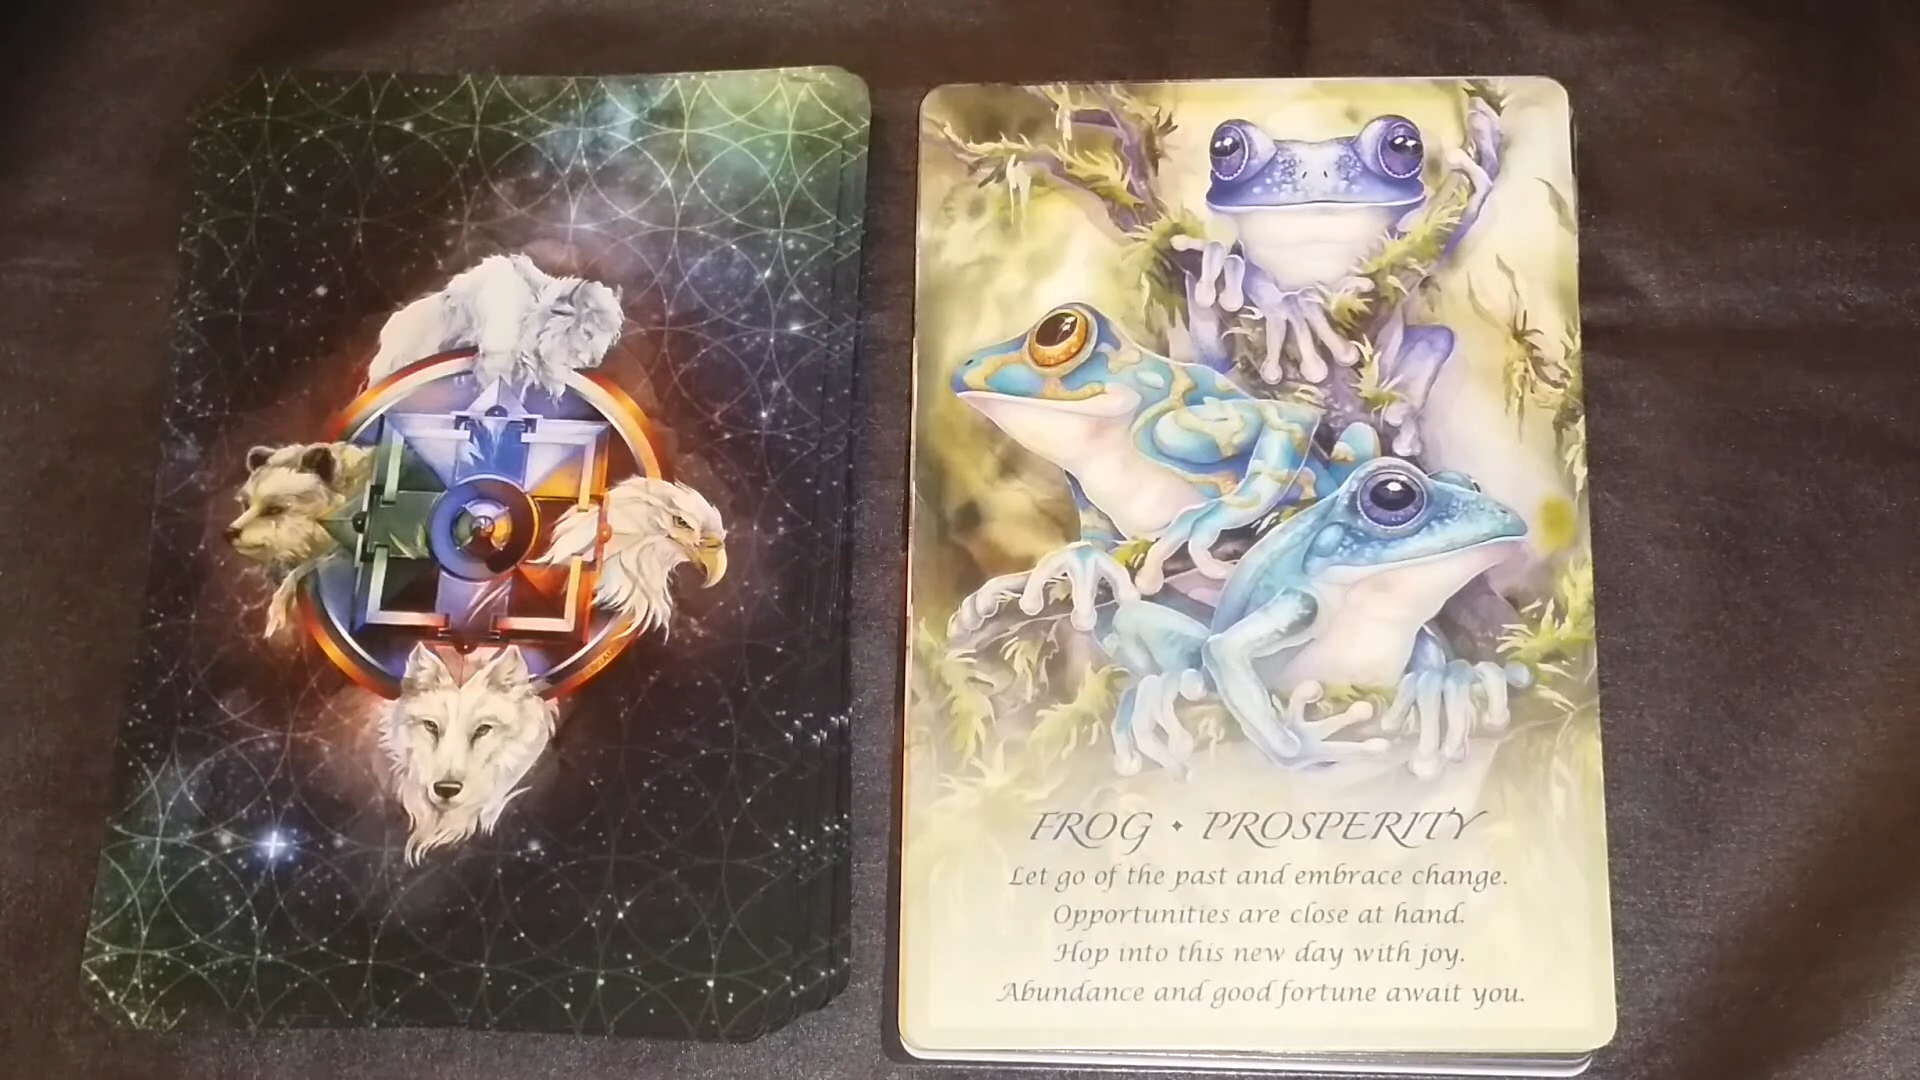 FROG • PROSPERITY
Let go of the past and embrace change.
Opportunities are close at hand.
Hop into this new day with joy.
Abundance and good fortune await you.